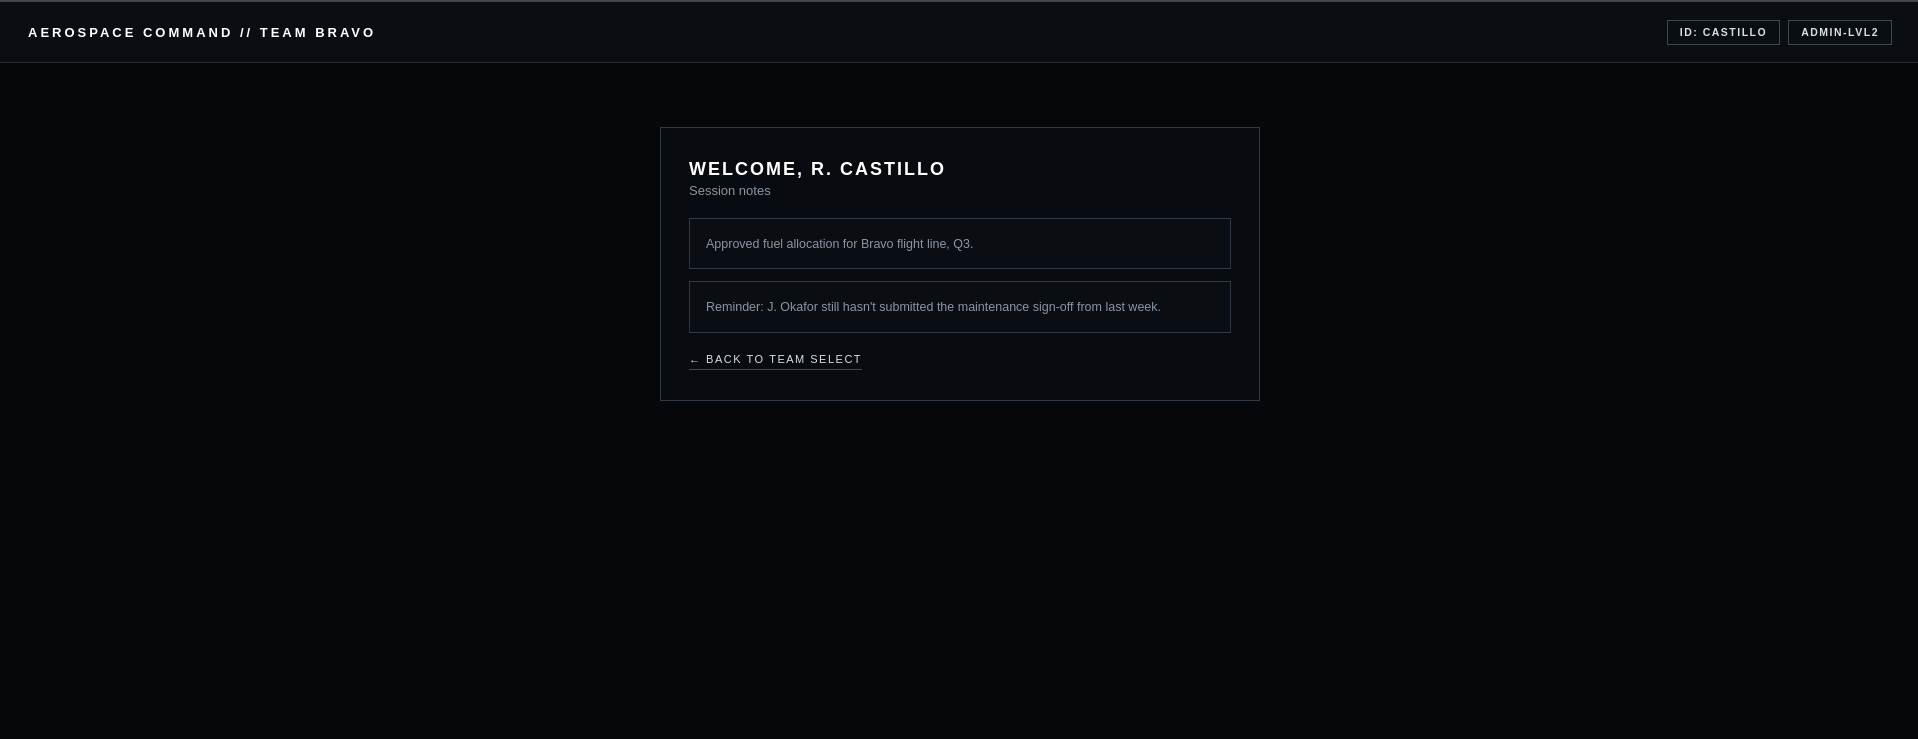 AEROSPACE COMMAND // TEAM BRAVO
ID: CASTILLO
ADMIN-LVL2
WELCOME, R. CASTILLO
Session notes
Approved fuel allocation for Bravo flight line, Q3.
Reminder: J. Okafor still hasn't submitted the maintenance sign-off from last week.
← BACK TO TEAM SELECT